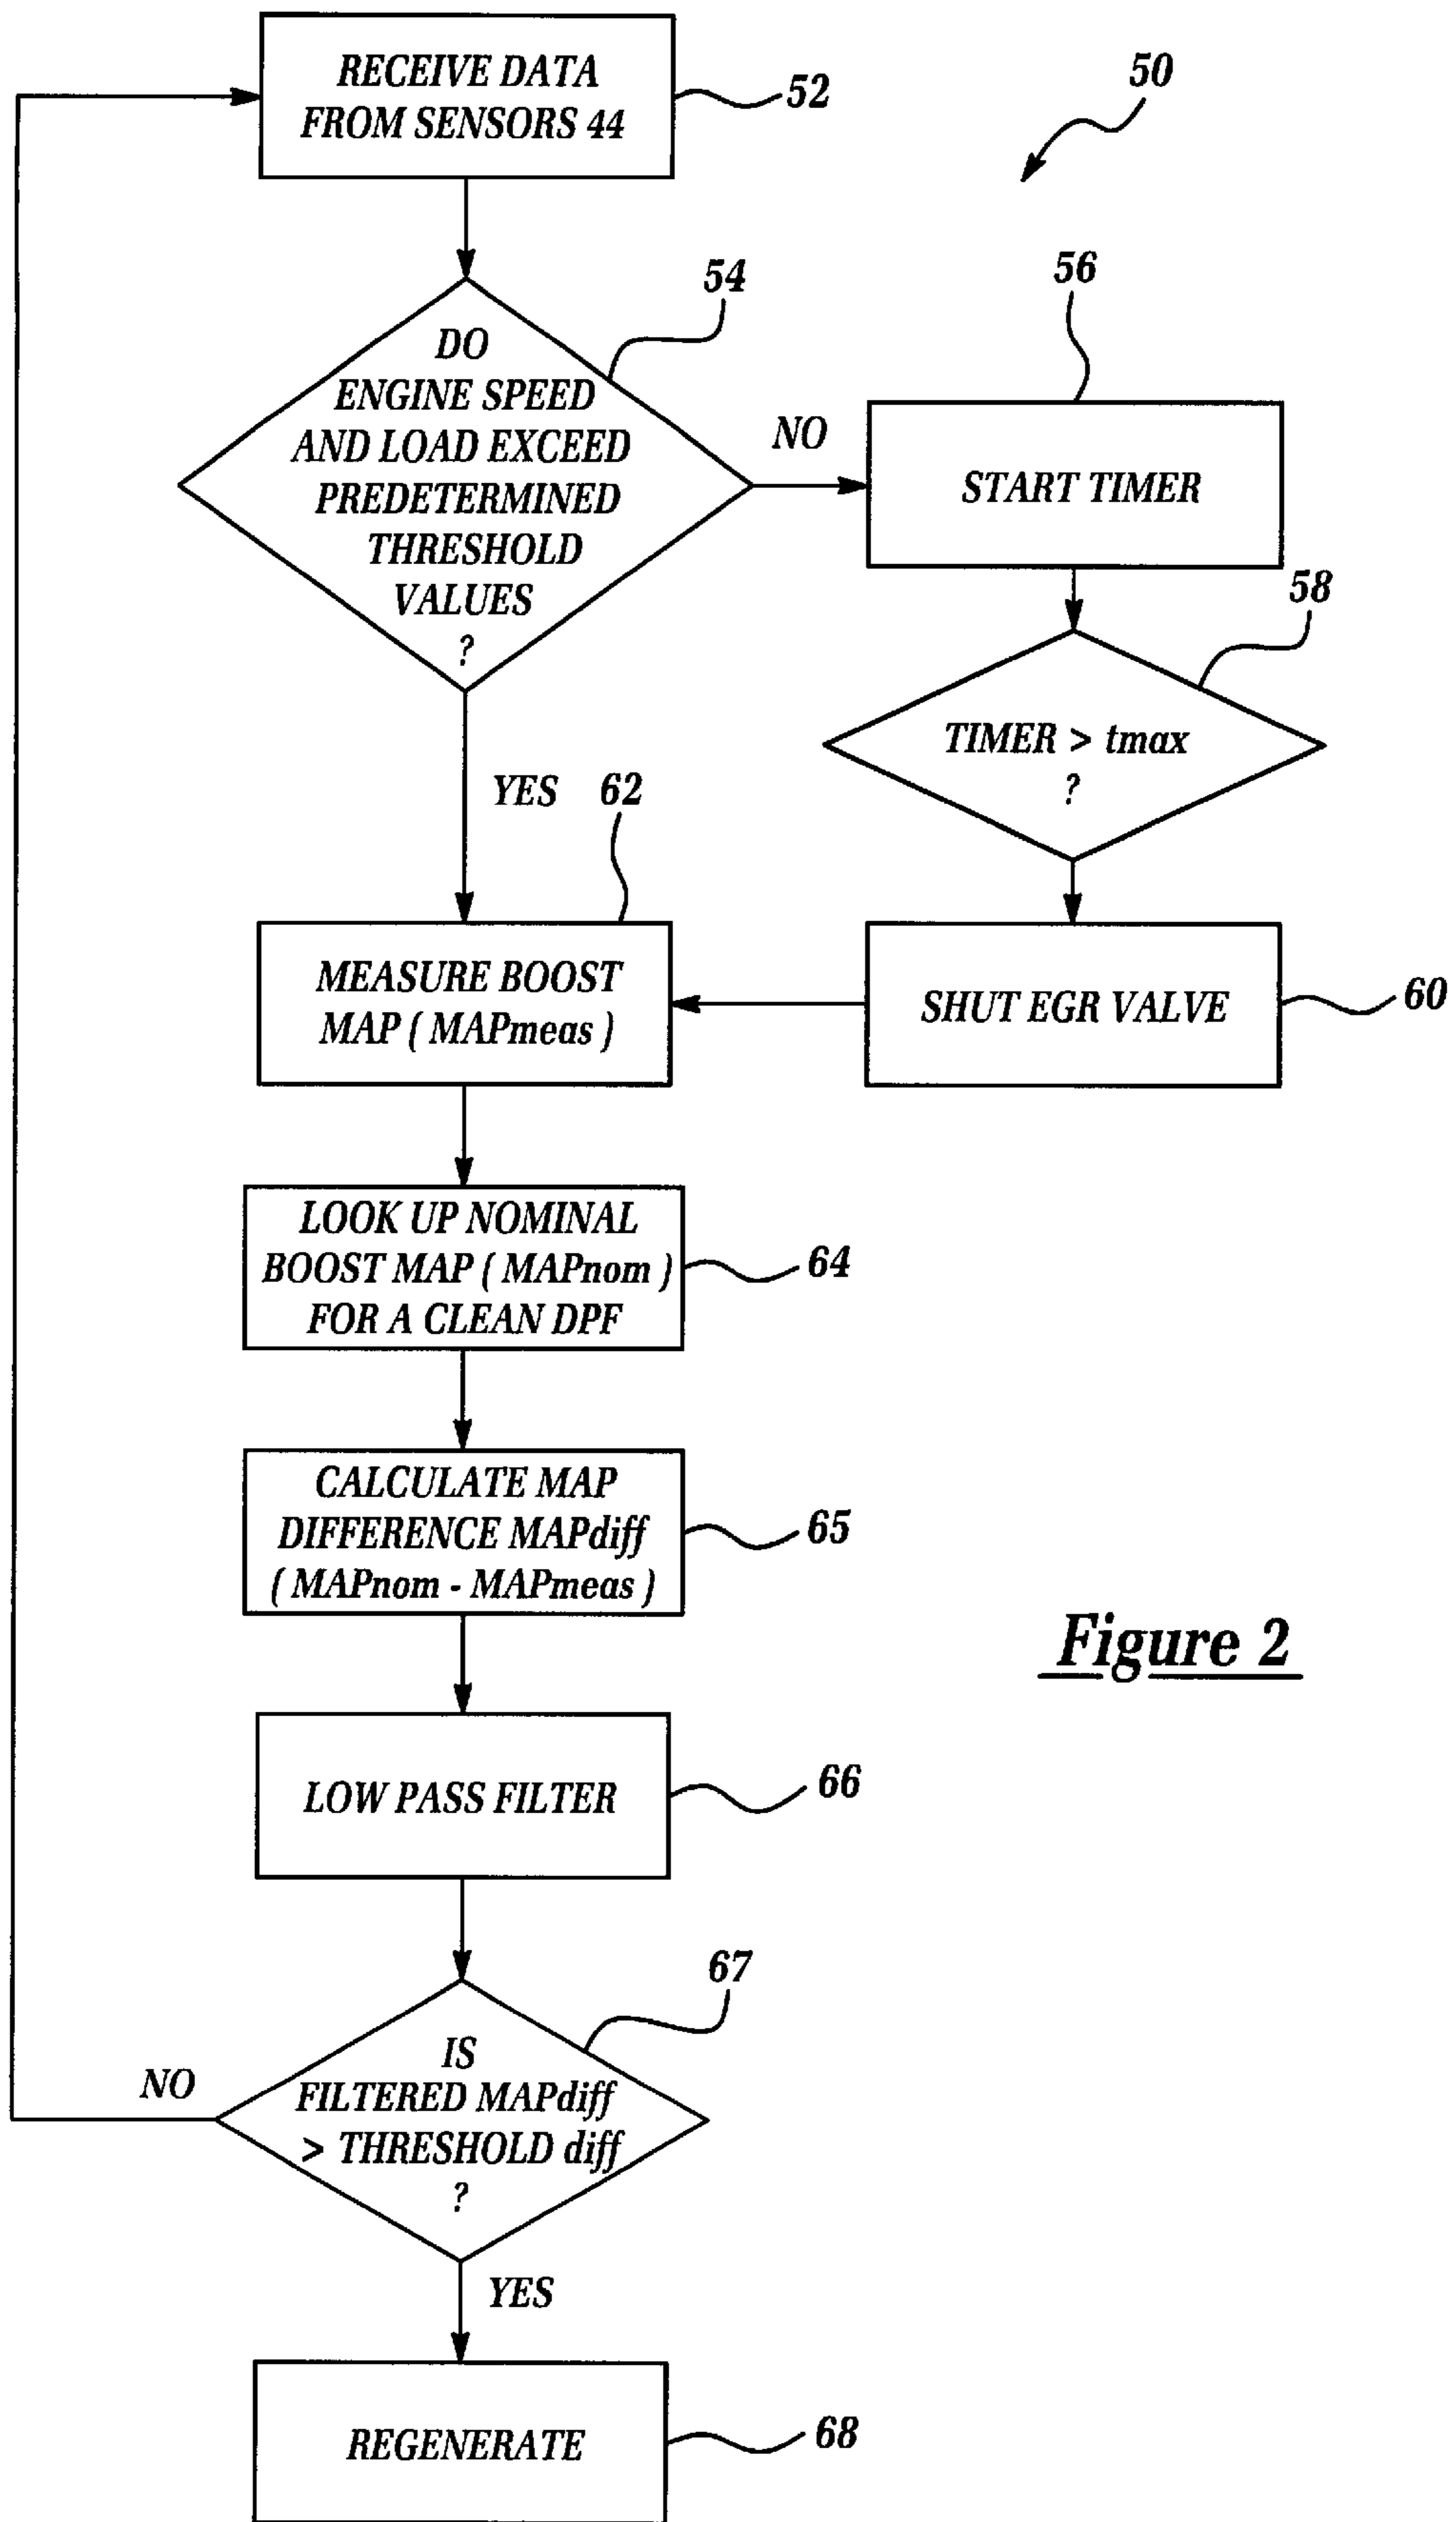 RECEIVE DATA
FROM SENSORS 44
52
50
DO
ENGINE SPEED
AND LOAD EXCEED
PREDETERMINED
THRESHOLD
VALUES
?
54
NO
56
START TIMER
58
TIMER > tmax
?
YES
62
MEASURE BOOST
MAP ( MAPmeas )
SHUT EGR VALVE
60
LOOK UP NOMINAL
BOOST MAP ( MAPnom )
FOR A CLEAN DPF
64
CALCULATE MAP
DIFFERENCE MAPdiff
( MAPnom - MAPmeas )
65
Figure 2
LOW PASS FILTER
66
67
IS
FILTERED MAPdiff
> THRESHOLD diff
?
NO
YES
REGENERATE
68